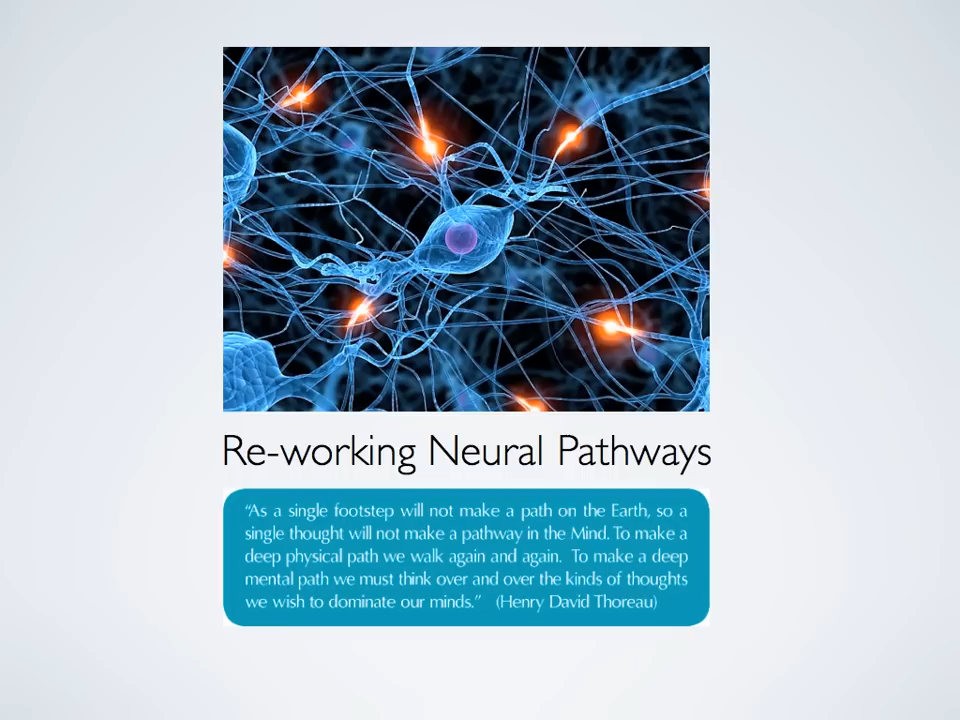 Re-working Neural Pathways
“As a single footstep will not make a path on the Earth, so a
single thought will not make a pathway in the Mind. To make a
deep physical path we walk again and again. To make a deep
mental path we must think over and over the kinds of thoughts
we wish to dominate our minds.” (Henry David Thoreau)